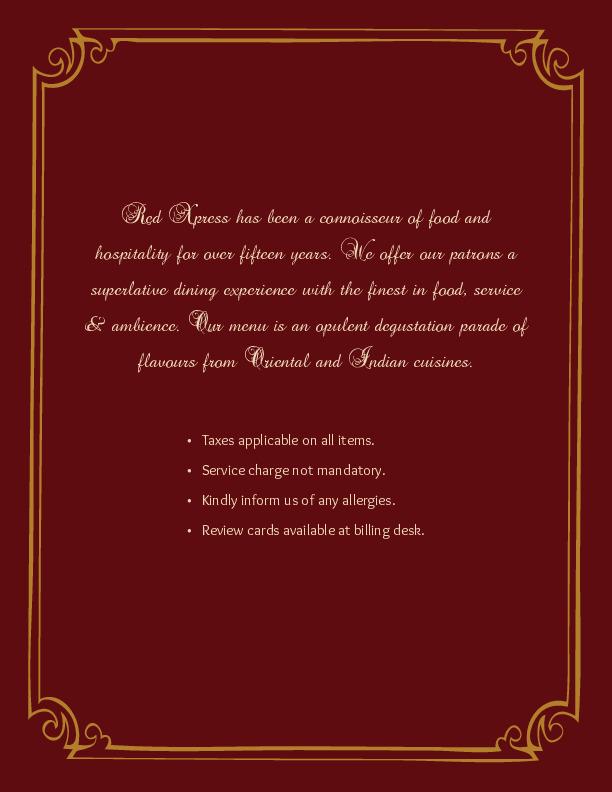 Red Xpress has been a connoisseur of food and
hospitality for over fifteen years. We offer our patrons a
superlative dining experience with the finest in food, service
& ambience. Our menu is an opulent degustation parade of
flavours from Oriental and Indian cuisines.
• Taxes applicable on all items.
• Service charge not mandatory.
• Kindly inform us of any allergies.
• Review cards available at billing desk.